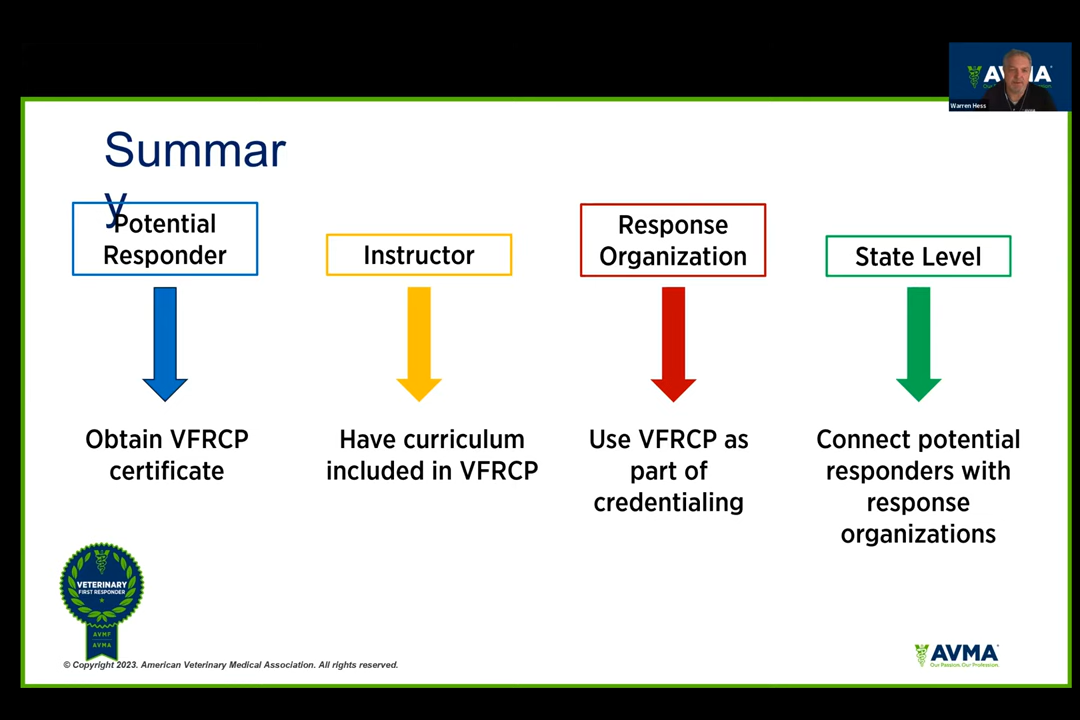 AVMA
Our Passion.
Warren Hess
Summar
y
Potential
Responder
Instructor
Response
Organization
State Level
Obtain VFRCP
certificate
Have curriculum
included in VFRCP
Use VFRCP as
part of
credentialing
Connect potential
responders with
response
organizations
VETERINARY
FIRST RESPONDER
AVMF
AVMA
© Copyright 2023. American Veterinary Medical Association. All rights reserved.
AVMA
Our Passion. Our Profession.